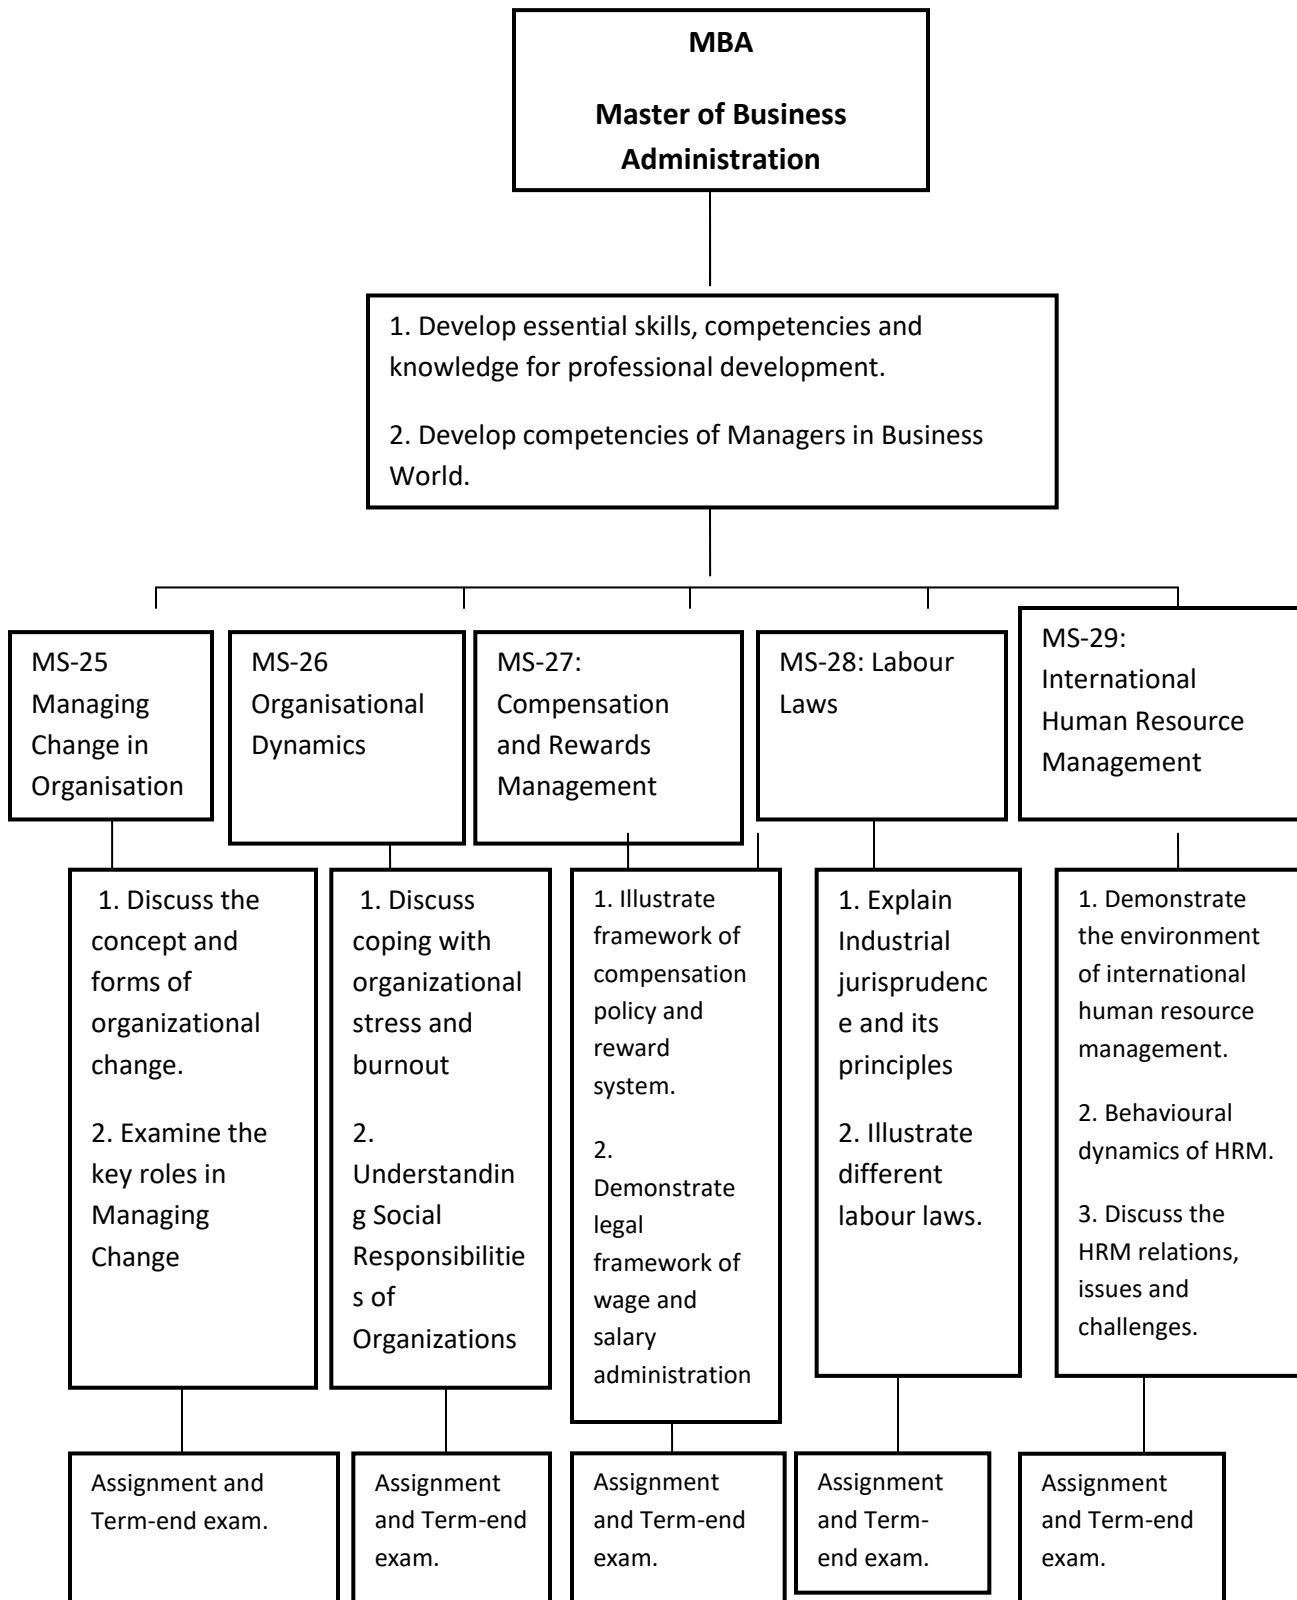 MBA
Master of Business
Administration
1. Develop essential skills, competencies and
knowledge for professional development.
2. Develop competencies of Managers in Business
World.
MS-25
Managing
Change in
Organisation
MS-26
Organisational
Dynamics
MS-27:
Compensation
and Rewards
Management
MS-28: Labour
Laws
MS-29:
International
Human Resource
Management
1. Discuss the
concept and
forms of
organizational
change.
2. Examine the
key roles in
Managing
Change
1. Discuss
coping with
organizational
stress and
burnout
2.
Understandin
g Social
Responsibilitie
s of
Organizations
1. Illustrate
framework of
compensation
policy and
reward
system.
2.
Demonstrate
legal
framework of
wage and
salary
administration
1. Explain
Industrial
jurisprudenc
e and its
principles
2. Illustrate
different
labour laws.
1. Demonstrate
the environment
of international
human resource
management.
2. Behavioural
dynamics of HRM.
3. Discuss the
HRM relations,
issues and
challenges.
Assignment and
Term-end exam.
Assignment
and Term-end
exam.
Assignment
and Term-end
exam.
Assignment
and Term-
end exam.
Assignment
and Term-end
exam.